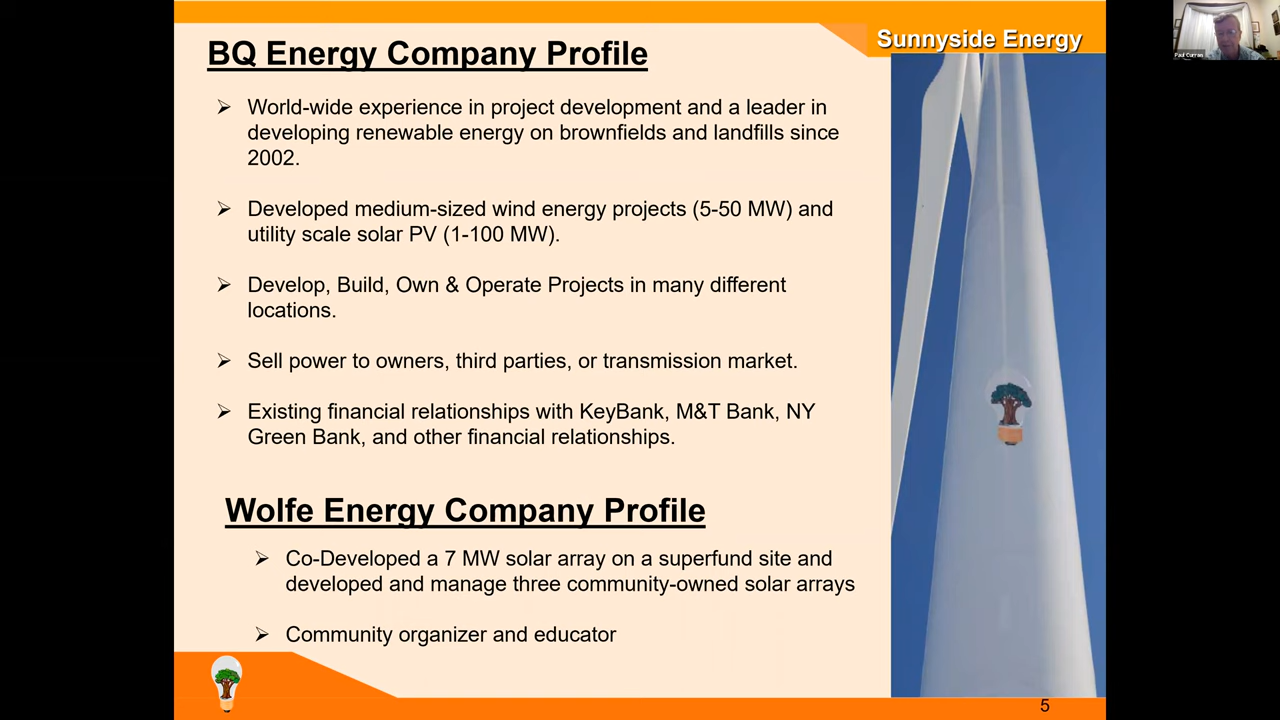 BQ Energy Company Profile
Sunnyside Energy
Paul Curran
➢ World-wide experience in project development and a leader in
developing renewable energy on brownfields and landfills since
2002.
➢ Developed medium-sized wind energy projects (5-50 MW) and
utility scale solar PV (1-100 MW).
➢ Develop, Build, Own & Operate Projects in many different
locations.
➢ Sell power to owners, third parties, or transmission market.
➢ Existing financial relationships with KeyBank, M&T Bank, NY
Green Bank, and other financial relationships.
Wolfe Energy Company Profile
➢ Co-Developed a 7 MW solar array on a superfund site and
developed and manage three community-owned solar arrays
➢ Community organizer and educator
5